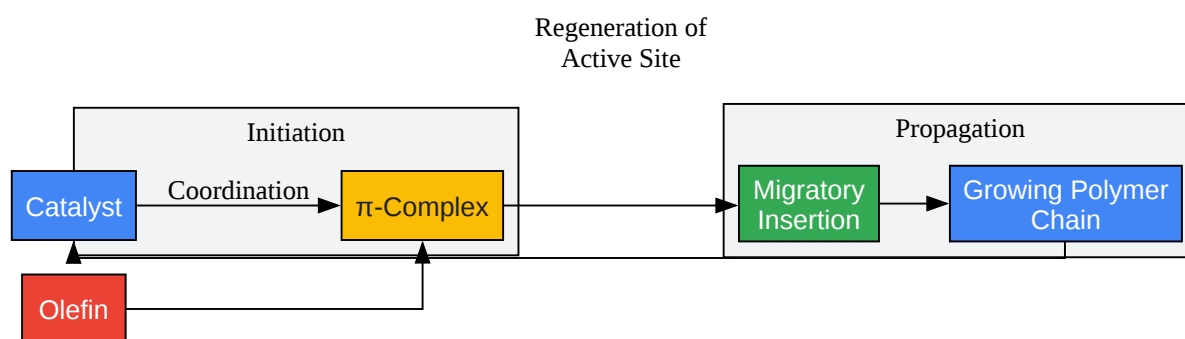 Regeneration of
Active Site
Initiation
Propagation
Catalyst
Coordination
π-Complex
Migratory
Insertion
Growing Polymer
Chain
Olefin